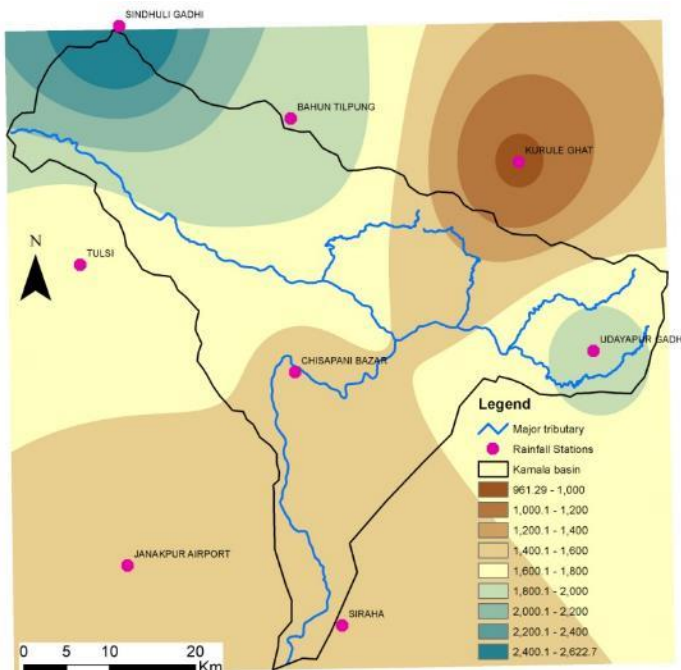 SINDHULI GADHI
BAHUN TILPUNG
KURULE GHAT
N
TULSI
UDAYAPUR GADHI
CHISAPANI BAZAR
Legend
Major tributary
Rainfall Stations
Kamala basin
961.29 - 1,000
1,000.1 - 1,200
1,200.1 - 1,400
1,400.1 - 1,600
1,600.1 - 1,800
1,800.1 - 2,000
2,000.1 - 2,200
2,200.1 - 2,400
2,400.1 - 2,622.7
JANAKPUR AIRPORT
SIRAHA
0 5 10 20
Km